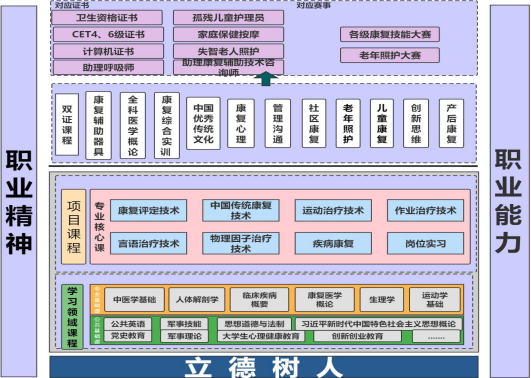 对应证书
对应赛事
卫生资格证书
孤残儿童护理员
CET4、6级证书
家庭保健按摩
各级康复技能大赛
计算机证书
失智老人照护
老年照护大赛
助理呼吸师
助理康复辅助技术咨
询师
双证课程
康复辅助器具
全科医学概论
康复综合实训
中国优秀传统文化
康复心理
管理沟通
社区康复
老年照护
儿童康复
创新思维
产后康复
职业精神
职业能力
项目课程
专业核心课
康复评定技术
中国传统康复
技术
运动治疗技术
作业治疗技术
言语治疗技术
物理因子治疗
技术
疾病康复
岗位实习
学习领域课程
中医学基础
人体解剖学
临床疾病
概要
康复医学
概论
生理学
运动学
基础
公共英语
军事技能
思想道德与法制
习近平新时代中国特色社会主义思想概论
党史教育
军事理论
大学生心理健康教育
创新创业教育
.......
立德树人